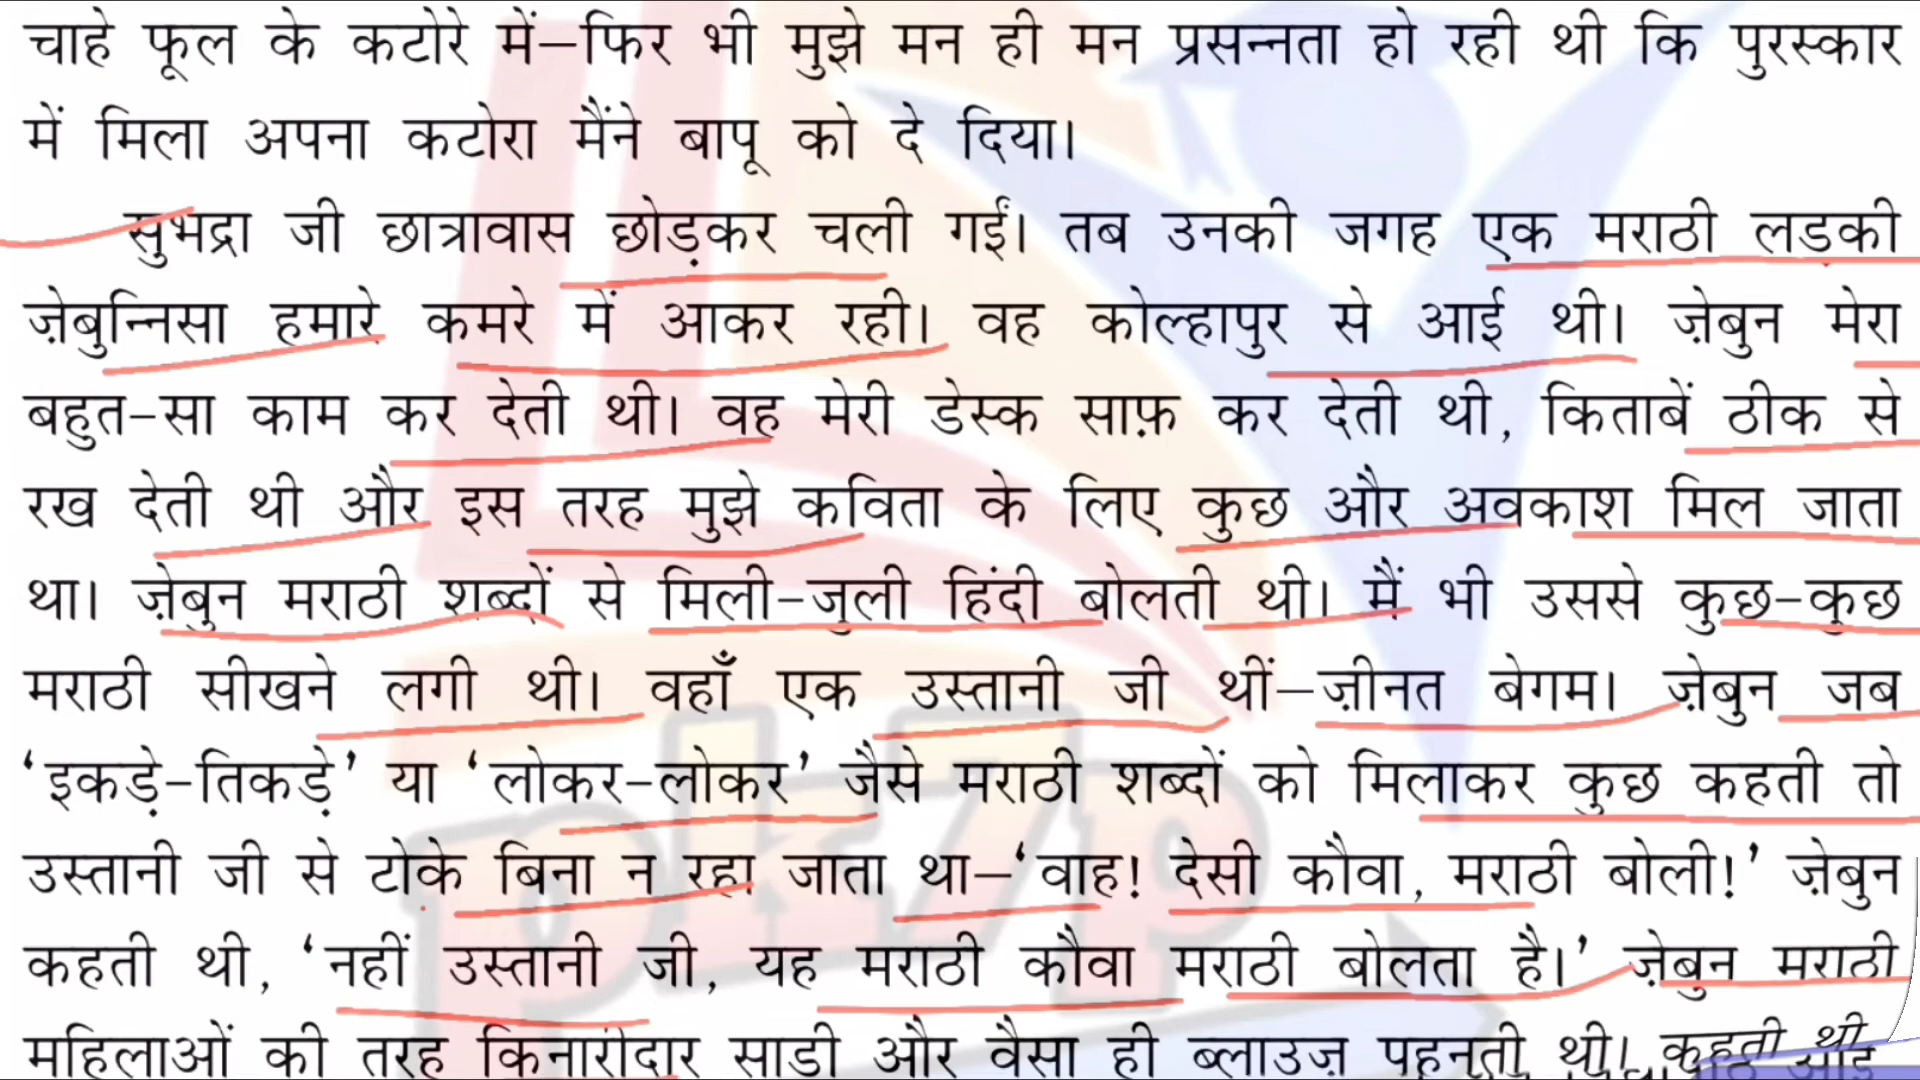 चाहे फूल के कटोरे में–फिर भी मुझे मन ही मन प्रसन्नता हो रही थी कि पुरस्कार
में मिला अपना कटोरा मैंने बापू को दे दिया।
सुभद्रा जी छात्रावास छोड़कर चली गईं। तब उनकी जगह एक मराठी लड़की
ज़ेबुन्निसा हमारे कमरे में आकर रही। वह कोल्हापुर से आई थी। ज़ेबुन मेरा
बहुत-सा काम कर देती थी। वह मेरी डेस्क साफ़ कर देती थी, किताबें ठीक से
रख देती थी और इस तरह मुझे कविता के लिए कुछ और अवकाश मिल जाता
था। ज़ेबुन मराठी शब्दों से मिली-जुली हिंदी बोलती थी। मैं भी उससे कुछ-कुछ
मराठी सीखने लगी थी। वहाँ एक उस्तानी जी थीं–ज़ीनत बेगम। ज़ेबुन जब
‘इकड़े-तिकड़े’ या ‘लोकर-लोकर’ जैसे मराठी शब्दों को मिलाकर कुछ कहती तो
उस्तानी जी से टोके बिना न रहा जाता था–‘वाह! देसी कौवा, मराठी बोली!’ ज़ेबुन
कहती थी, ‘नहीं उस्तानी जी, यह मराठी कौवा मराठी बोलता है।’ ज़ेबुन मराठी
महिलाओं की तरह किनारीदार साडी और वैसा ही ब्लाउज़ पहनती थी। कहती थी
pk7p